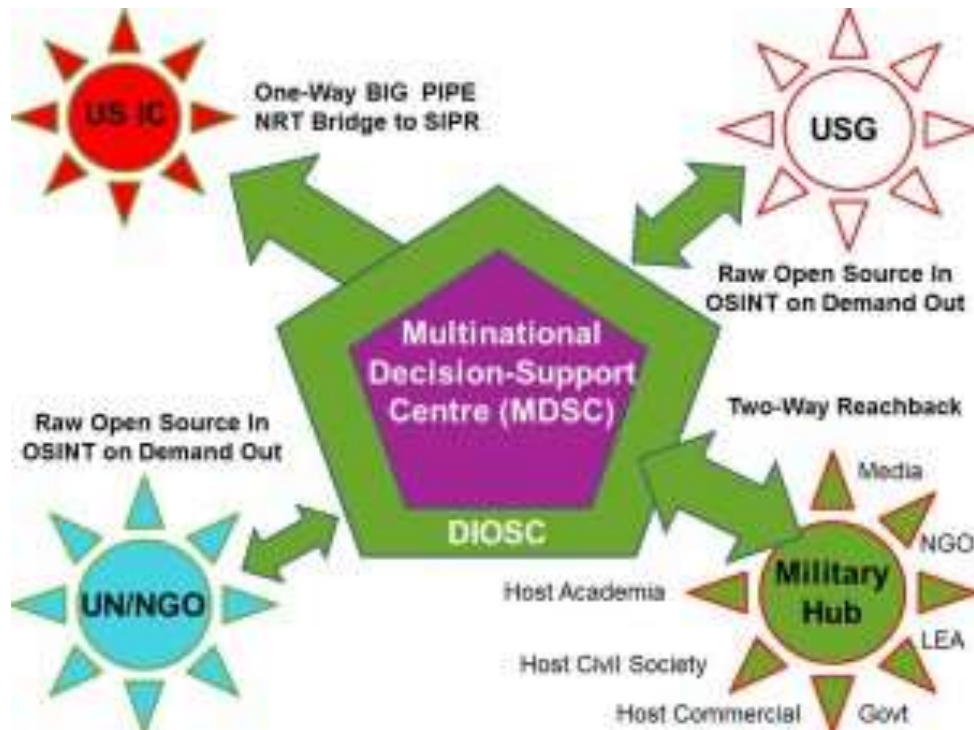 US IC
One-Way BIG PIPE
NRT Bridge to SIPR
USG
Raw Open Source In
OSINT on Demand Out
Multinational
Decision-Support
Centre (MDSC)
DIOSC
Raw Open Source In
OSINT on Demand Out
UN/NGO
Two-Way Reachback
Military
Hub
Media
NGO
LEA
Govt
Host Commercial
Host Civil Society
Host Academia